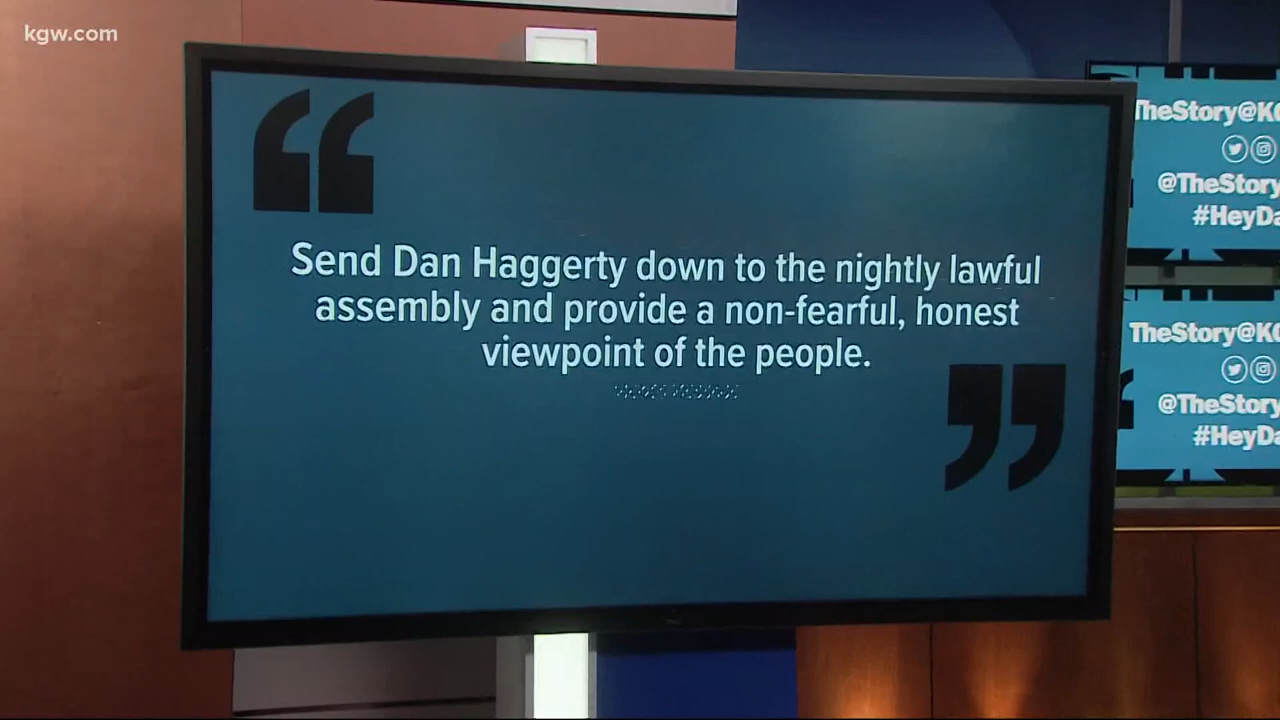 kgw.com
Send Dan Haggerty down to the nightly lawful
assembly and provide a non-fearful, honest
viewpoint of the people.
TheStory@K
@TheStory
#HeyDa
TheStory@K
@TheStory
#HeyDa